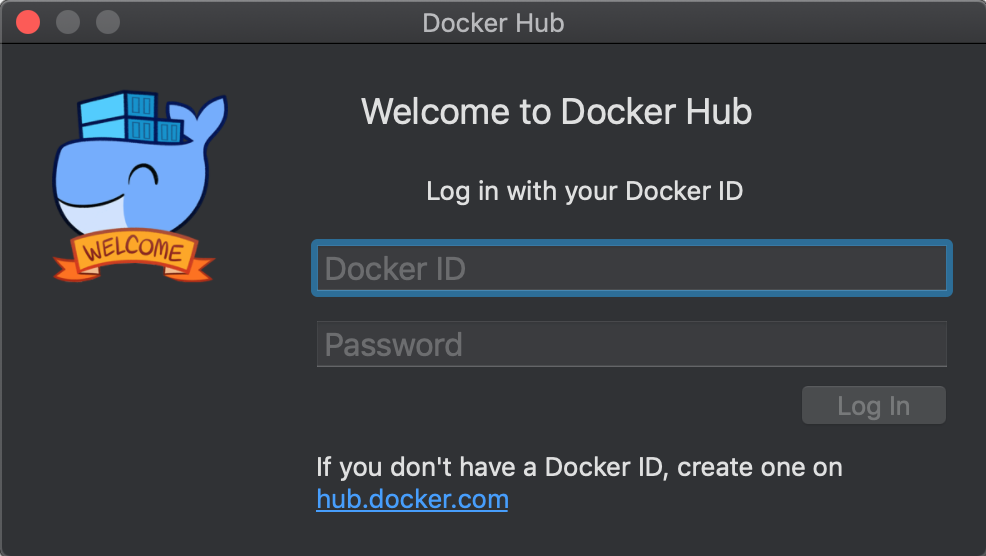 Docker Hub
Welcome to Docker Hub
Log in with your Docker ID
WELCOME
Docker ID
Password
Log In
If you don't have a Docker ID, create one on
hub.docker.com